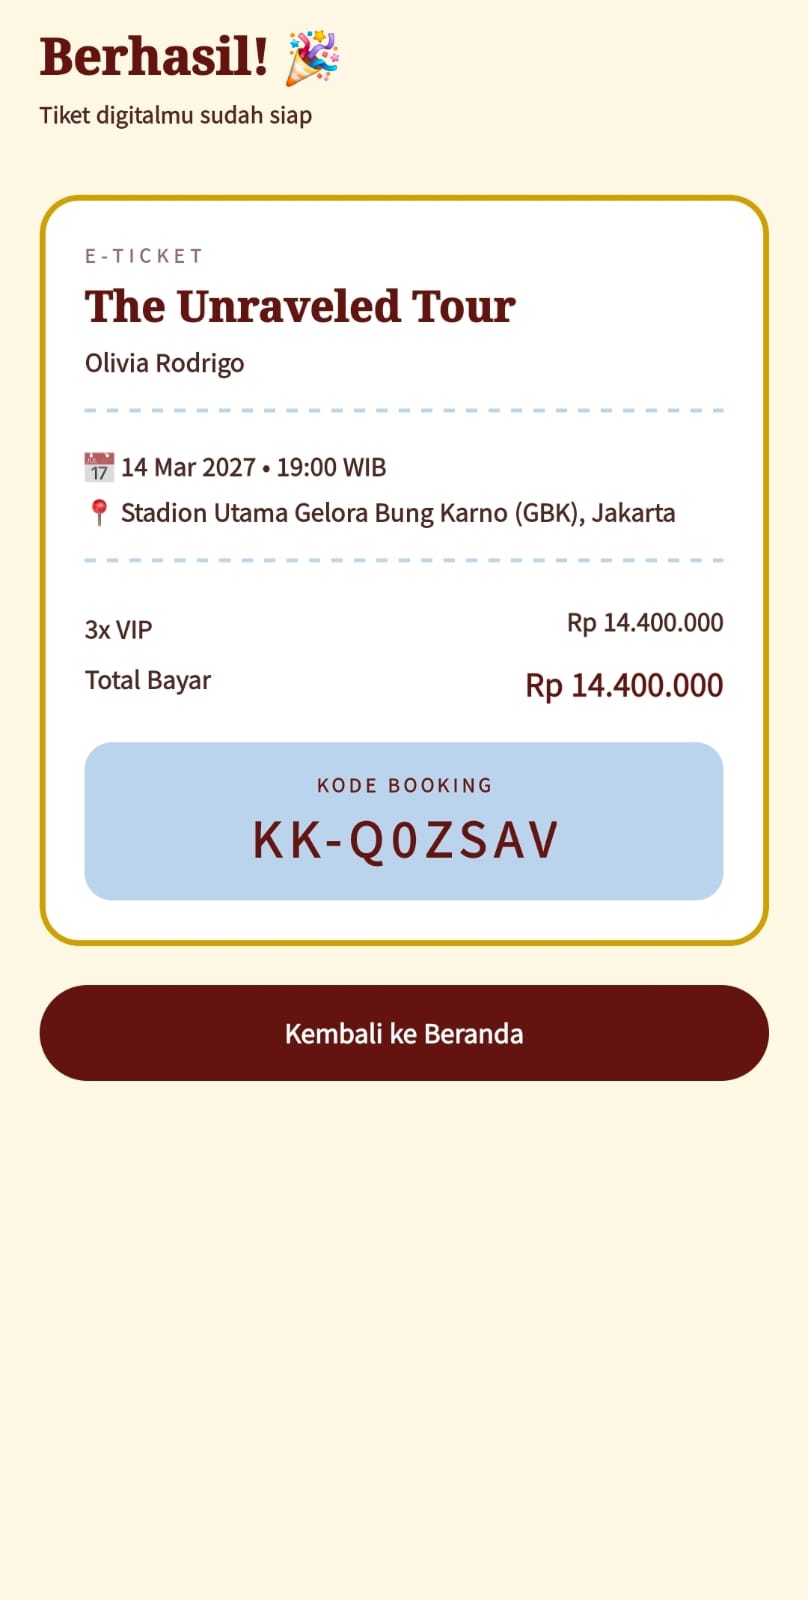 Berhasil! 🎉
Tiket digitalmu sudah siap
E-TICKET
The Unraveled Tour
Olivia Rodrigo
📅 14 Mar 2027 • 19:00 WIB
📍 Stadion Utama Gelora Bung Karno (GBK), Jakarta
3x VIP Rp 14.400.000
Total Bayar Rp 14.400.000
KODE BOOKING
KK-Q0ZSAV
Kembali ke Beranda